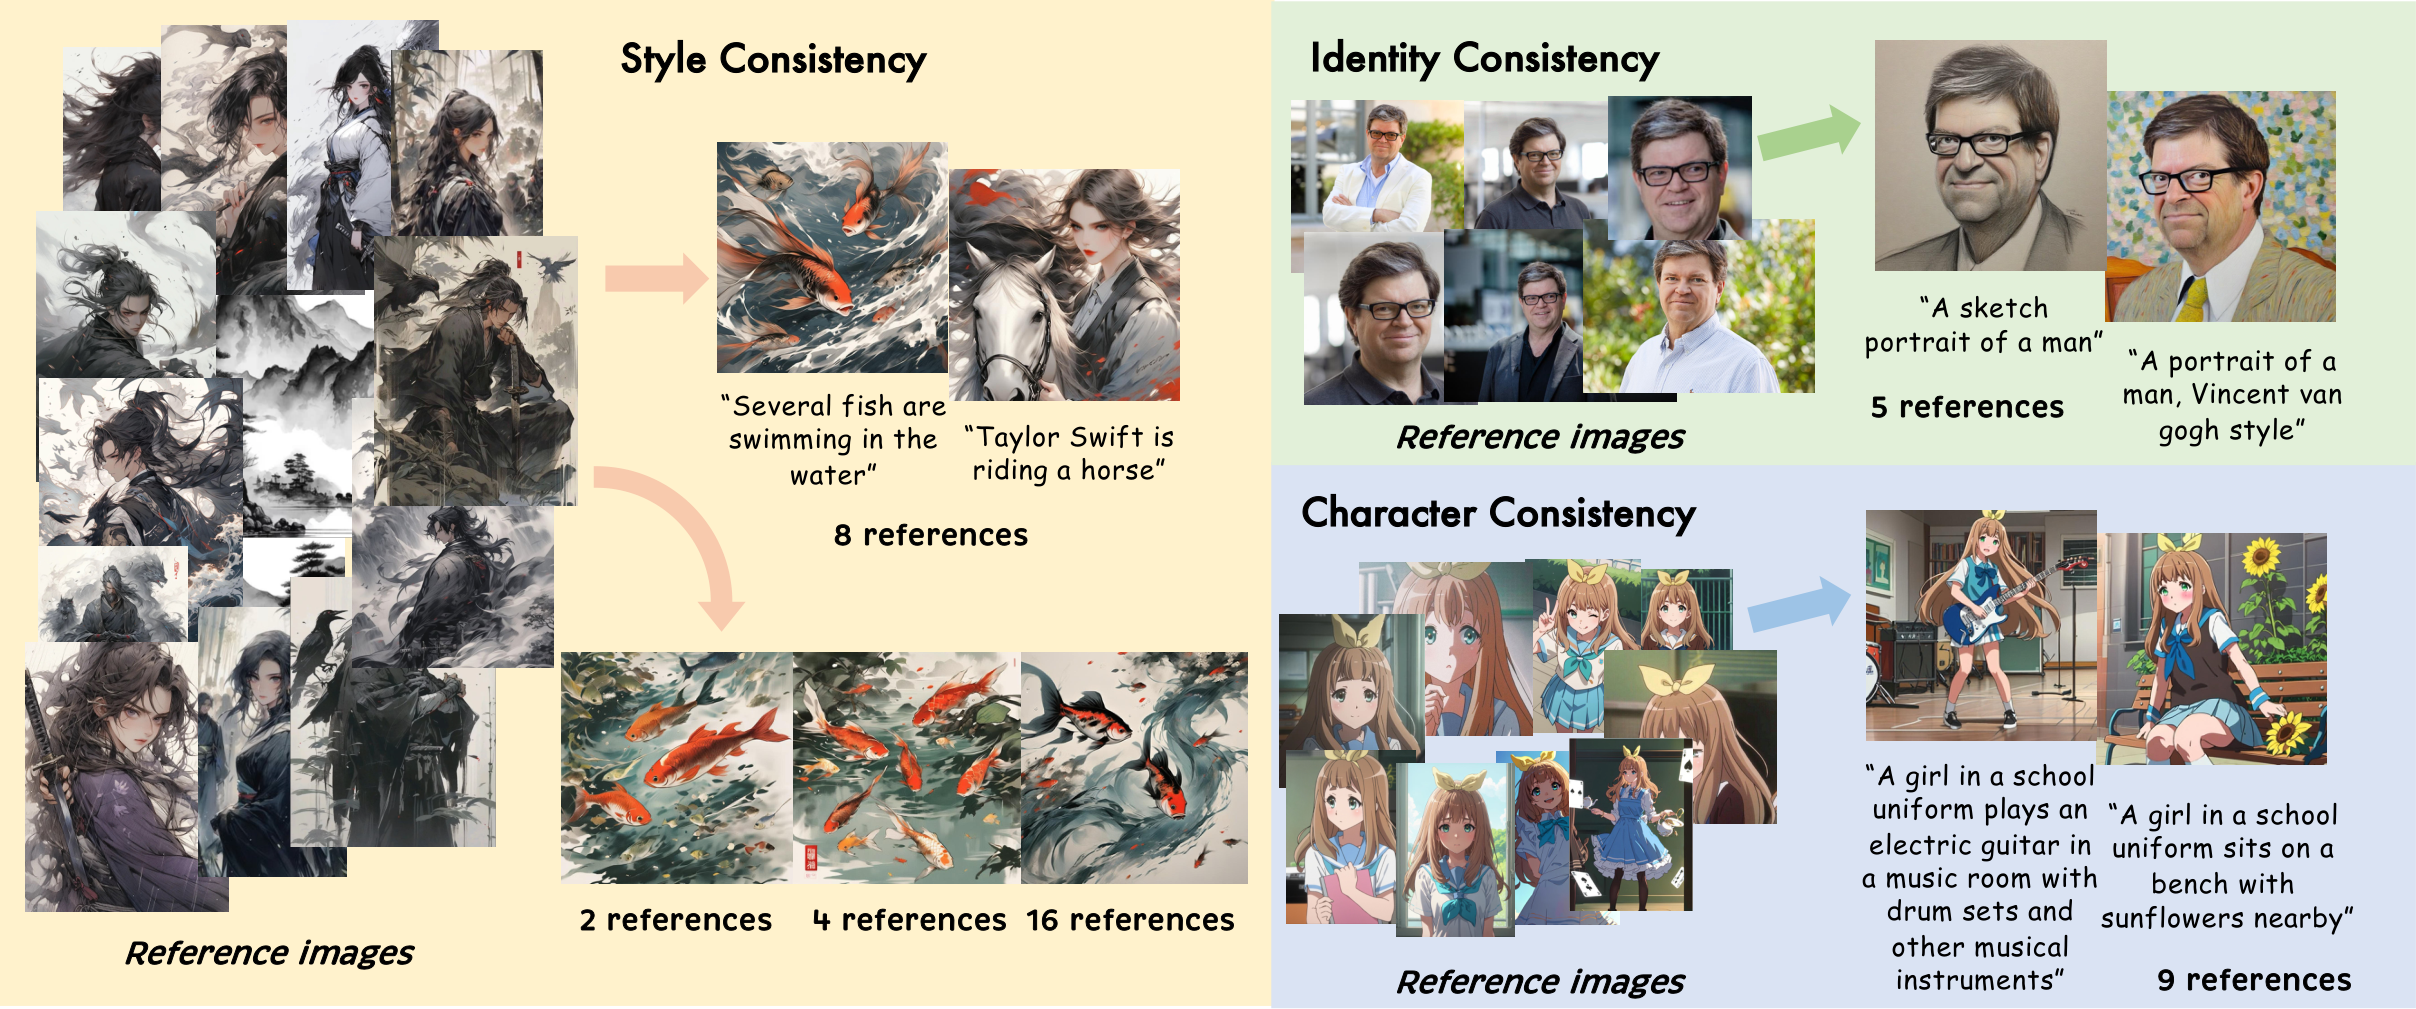 Style Consistency
“Several fish are
swimming in the
water”
“Taylor Swift is
riding a horse”
8 references
2 references
4 references
16 references
Reference images
Identity Consistency
Reference images
“A sketch
portrait of a man”
5 references
“A portrait of a
man, Vincent van
gogh style”
Character Consistency
Reference images
“A girl in a school
uniform plays an
electric guitar in
a music room with
drum sets and
other musical
instruments”
“A girl in a school
uniform sits on a
bench with
sunflowers nearby”
9 references